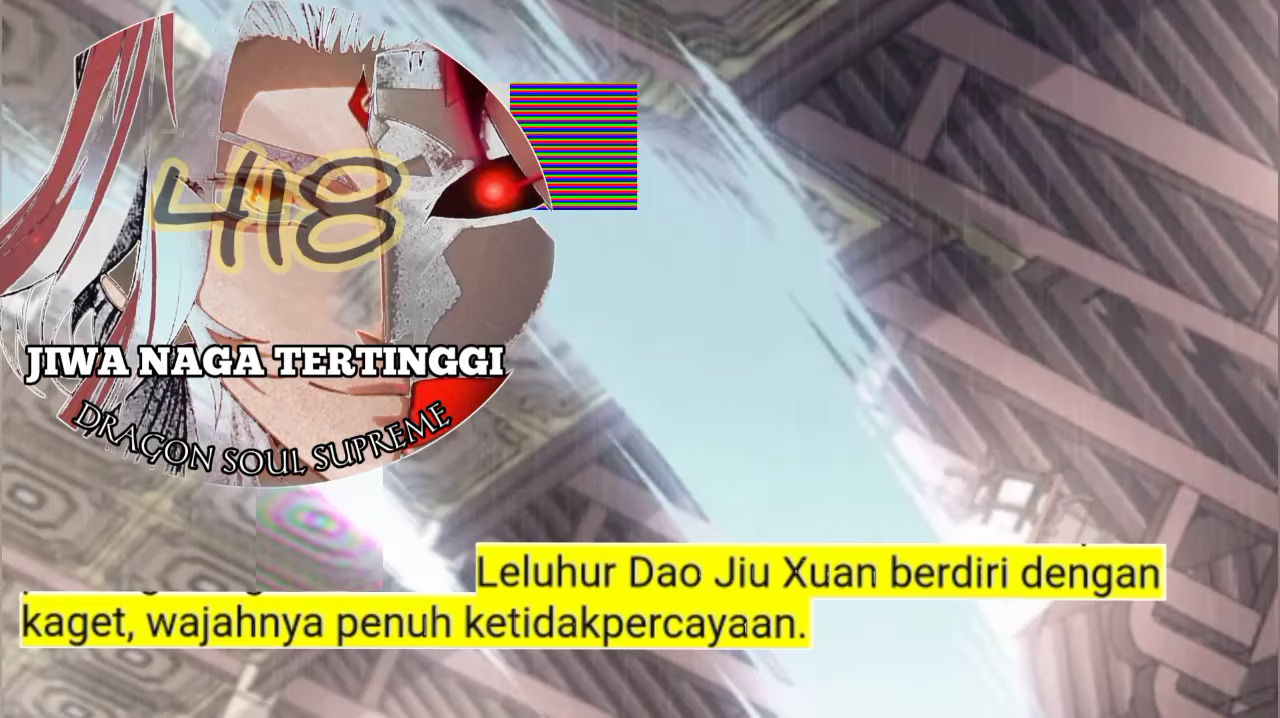 418
JIWA NAGA TERTINGGI
DRAGON SOUL SUPREME
Leluhur Dao Jiu Xuan berdiri dengan
kaget, wajahnya penuh ketidakpercayaan.